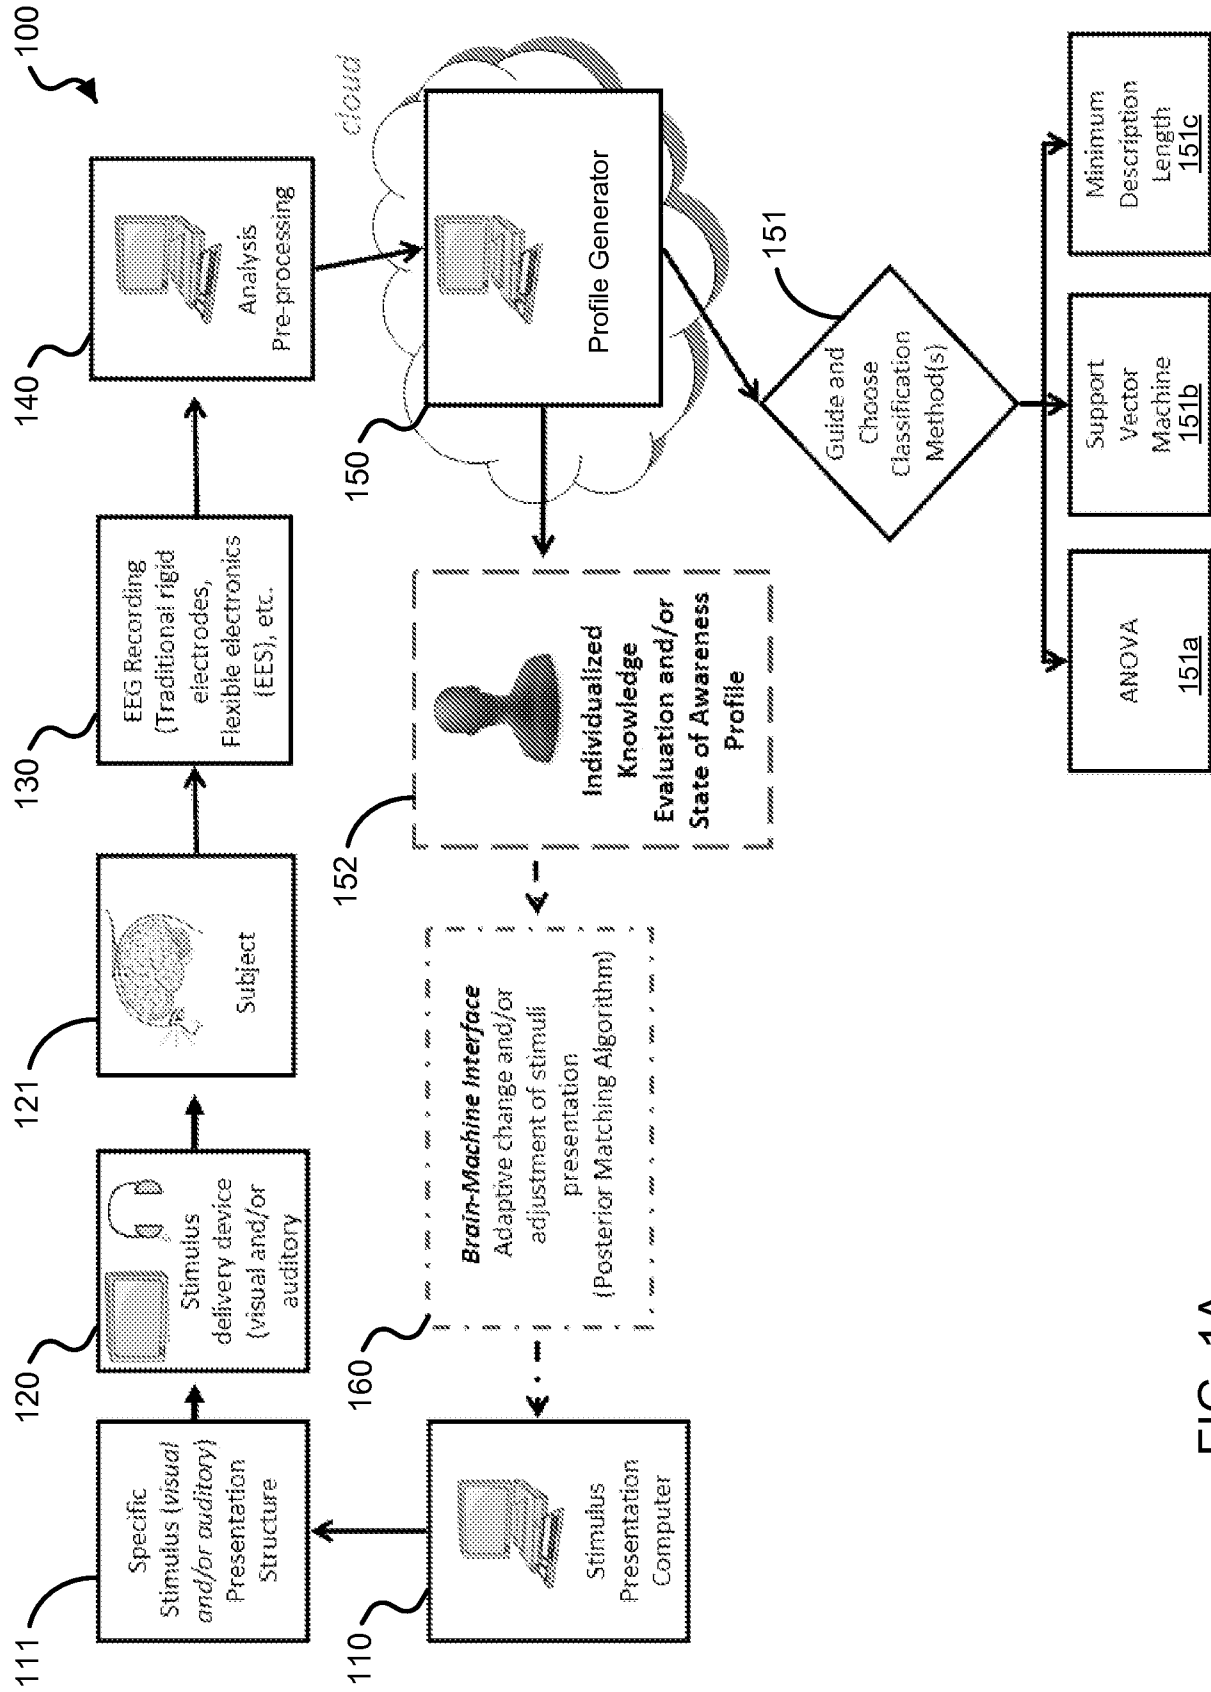 100
111
Specific
Stimulus (visual
and/or auditory)
Presentation
Structure
120
Stimulus
delivery device
(visual and/or
auditory
121
Subject
130
EEG Recording
(Traditional rigid
electrodes,
Flexible electronics
(EES), etc.
140
Analysis
Pre-processing
110
Stimulus
Presentation
Computer
160
Brain-Machine Interface
Adaptive change and/or
adjustment of stimuli
presentation
(Posterior Matching Algorithm)
152
Individualized
Knowledge
Evaluation and/or
State of Awareness
Profile
150
cloud
Profile Generator
151
Guide and
Choose
Classification
Method(s)
ANOVA
151a
Support
Vector
Machine
151b
Minimum
Description
Length
151c
FIG. 1A